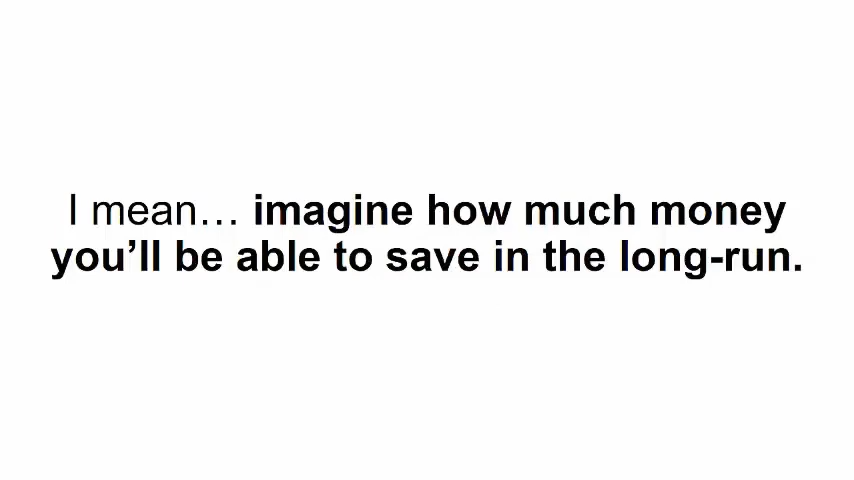 I mean… imagine how much money
you’ll be able to save in the long-run.